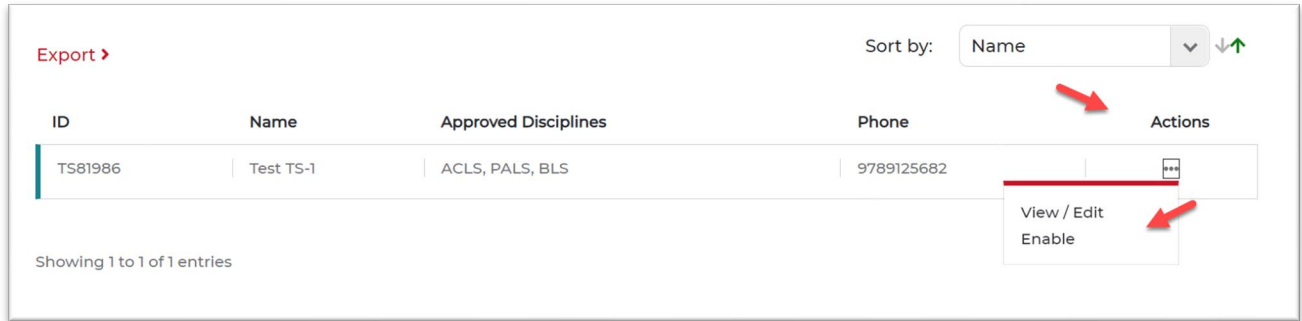 Export >
Sort by: Name
ID Name Approved Disciplines Phone Actions
TS81986 Test TS-1 ACLS, PALS, BLS 9789125682
View / Edit
Enable
Showing 1 to 1 of 1 entries